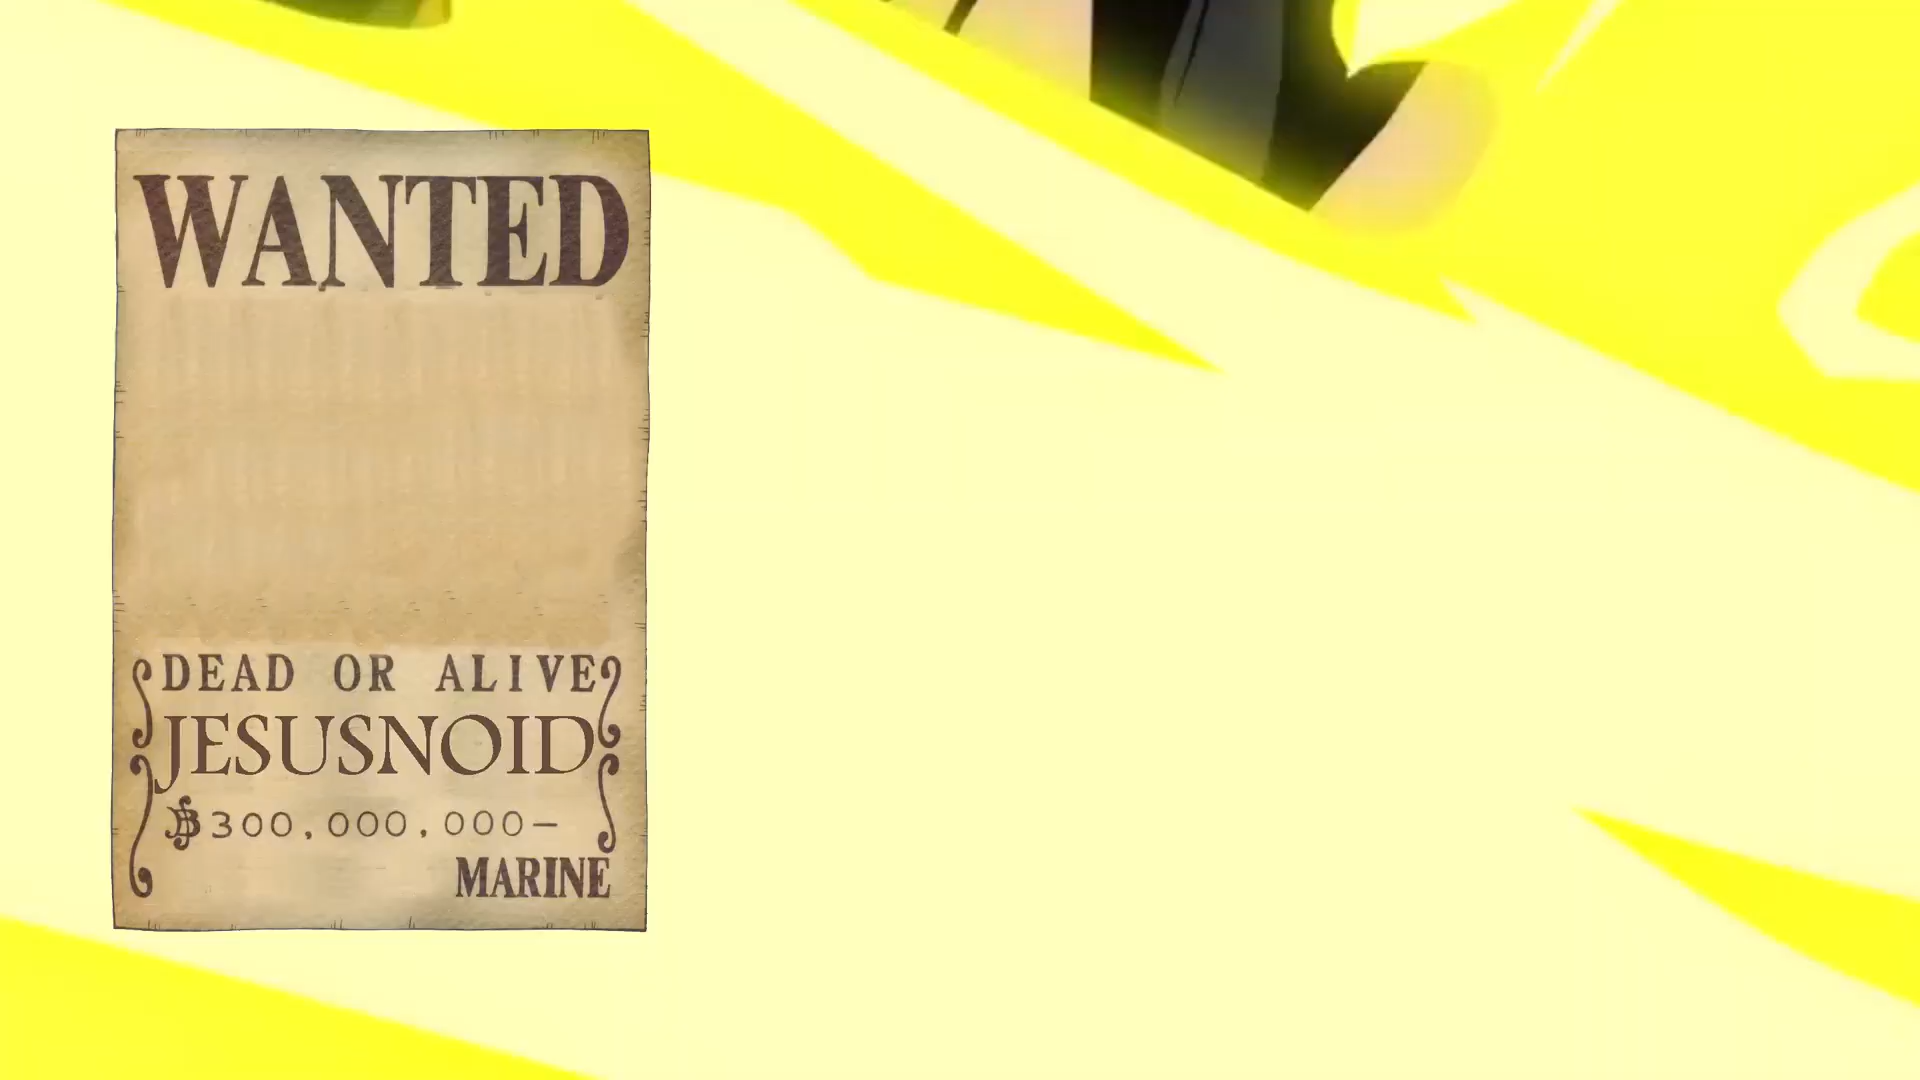 WANTED
DEAD OR ALIVE
JESUSNOID
฿300,000,000-
MARINE